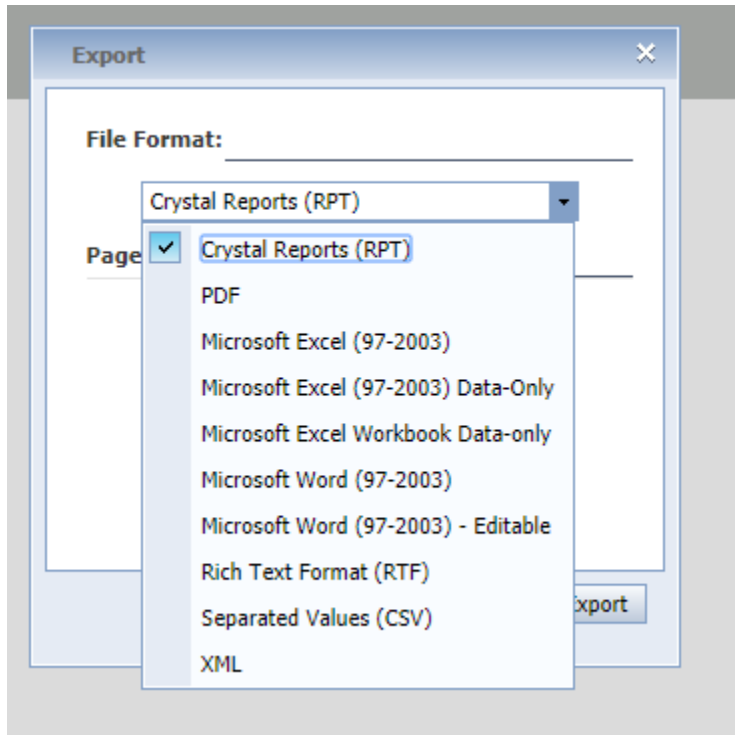 Export
File Format:
Crystal Reports (RPT)
Page
Crystal Reports (RPT)
PDF
Microsoft Excel (97-2003)
Microsoft Excel (97-2003) Data-Only
Microsoft Excel Workbook Data-only
Microsoft Word (97-2003)
Microsoft Word (97-2003) - Editable
Rich Text Format (RTF)
Separated Values (CSV)
xport
XML